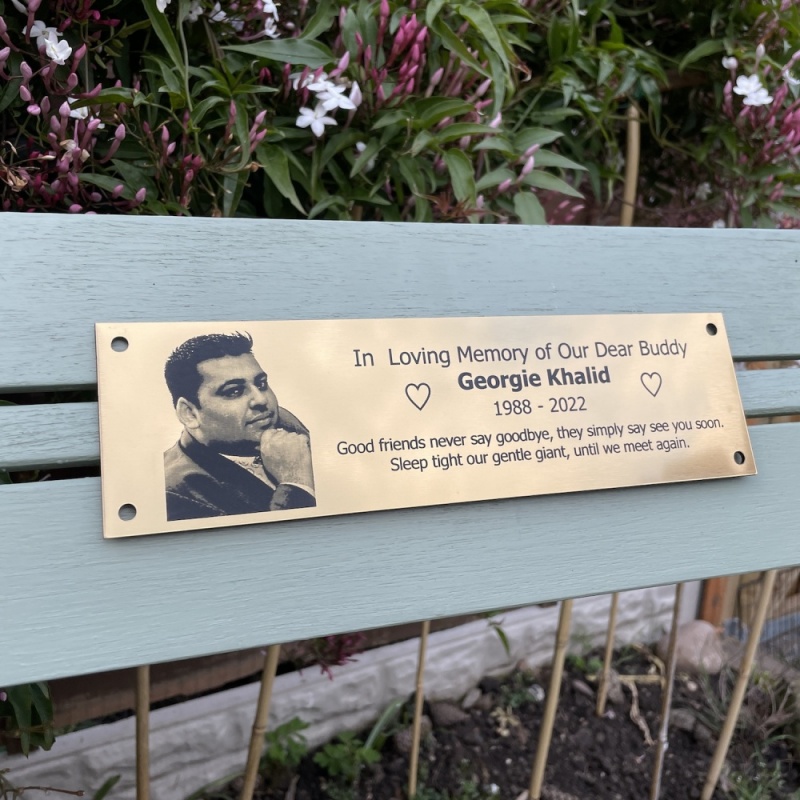 In Loving Memory of Our Dear Buddy
Georgie Khalid
1988 - 2022
Good friends never say goodbye, they simply say see you soon.
Sleep tight our gentle giant, until we meet again.